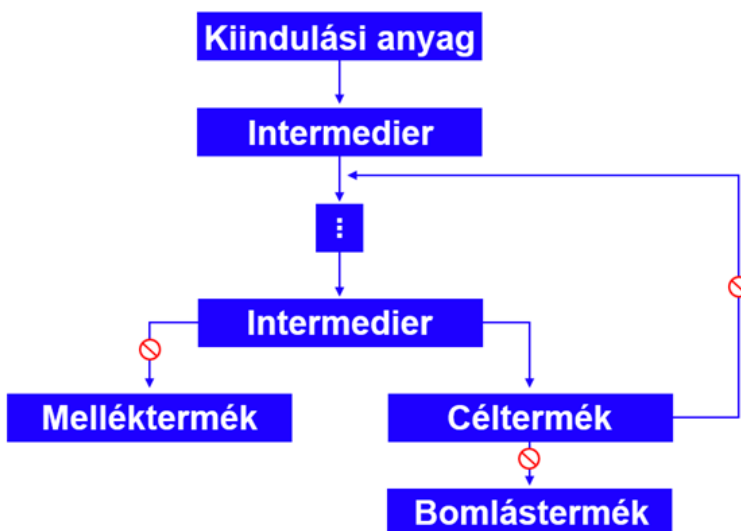 Kiindulási anyag
Intermedier
⋮
Intermedier
Melléktermék
Céltermék
Bomlástermék